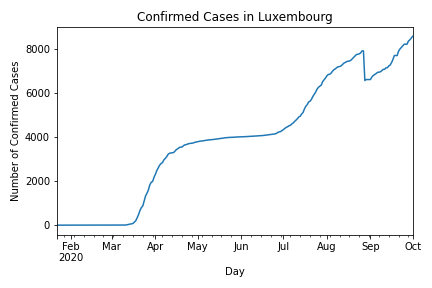 Confirmed Cases in Luxembourg
Number of Confirmed Cases
8000
6000
4000
2000
0
Feb Mar Apr May Jun Jul Aug Sep Oct
2020
Day